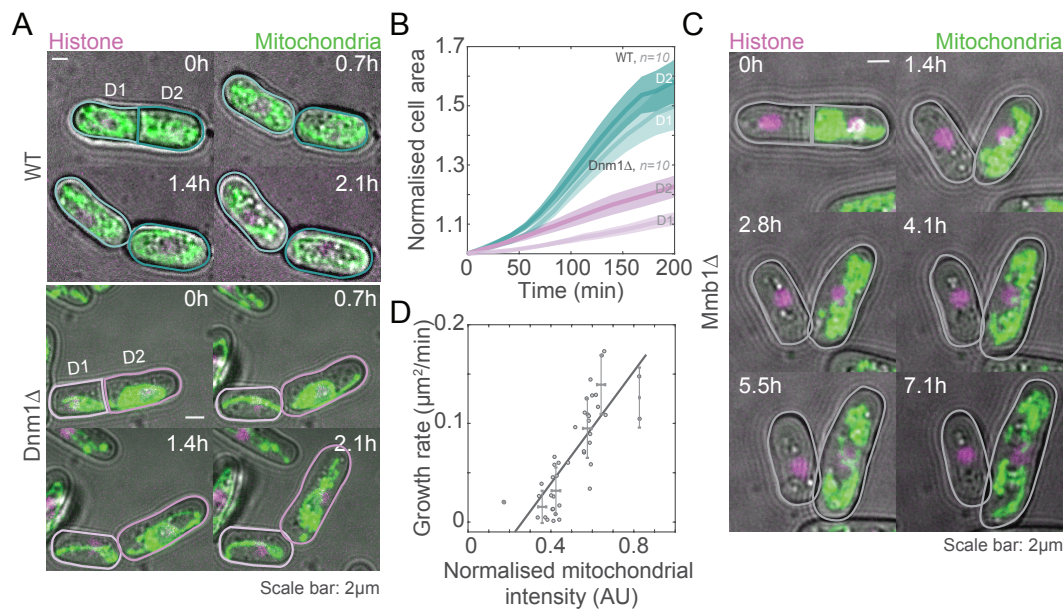 A
Histone Mitochondria
0h
0.7h
D1 D2
1.4h
2.1h
WT
0h
0.7h
D1 D2
1.4h
2.1h
Dnm1Δ
Scale bar: 2µm
B
1.7
1.5
1.3
1.1
Normalised cell area
WT, n=10
D2
D1
Dnm1Δ, n=10
D2
D1
0 50 100 150 200
Time (min)
D
0.2
0.1
0
Growth rate (µm²/min)
0 0.4 0.8
Normalised mitochondrial
intensity (AU)
C
Histone Mitochondria
0h
1.4h
2.8h
4.1h
5.5h
7.1h
Mmb1Δ
Scale bar: 2µm